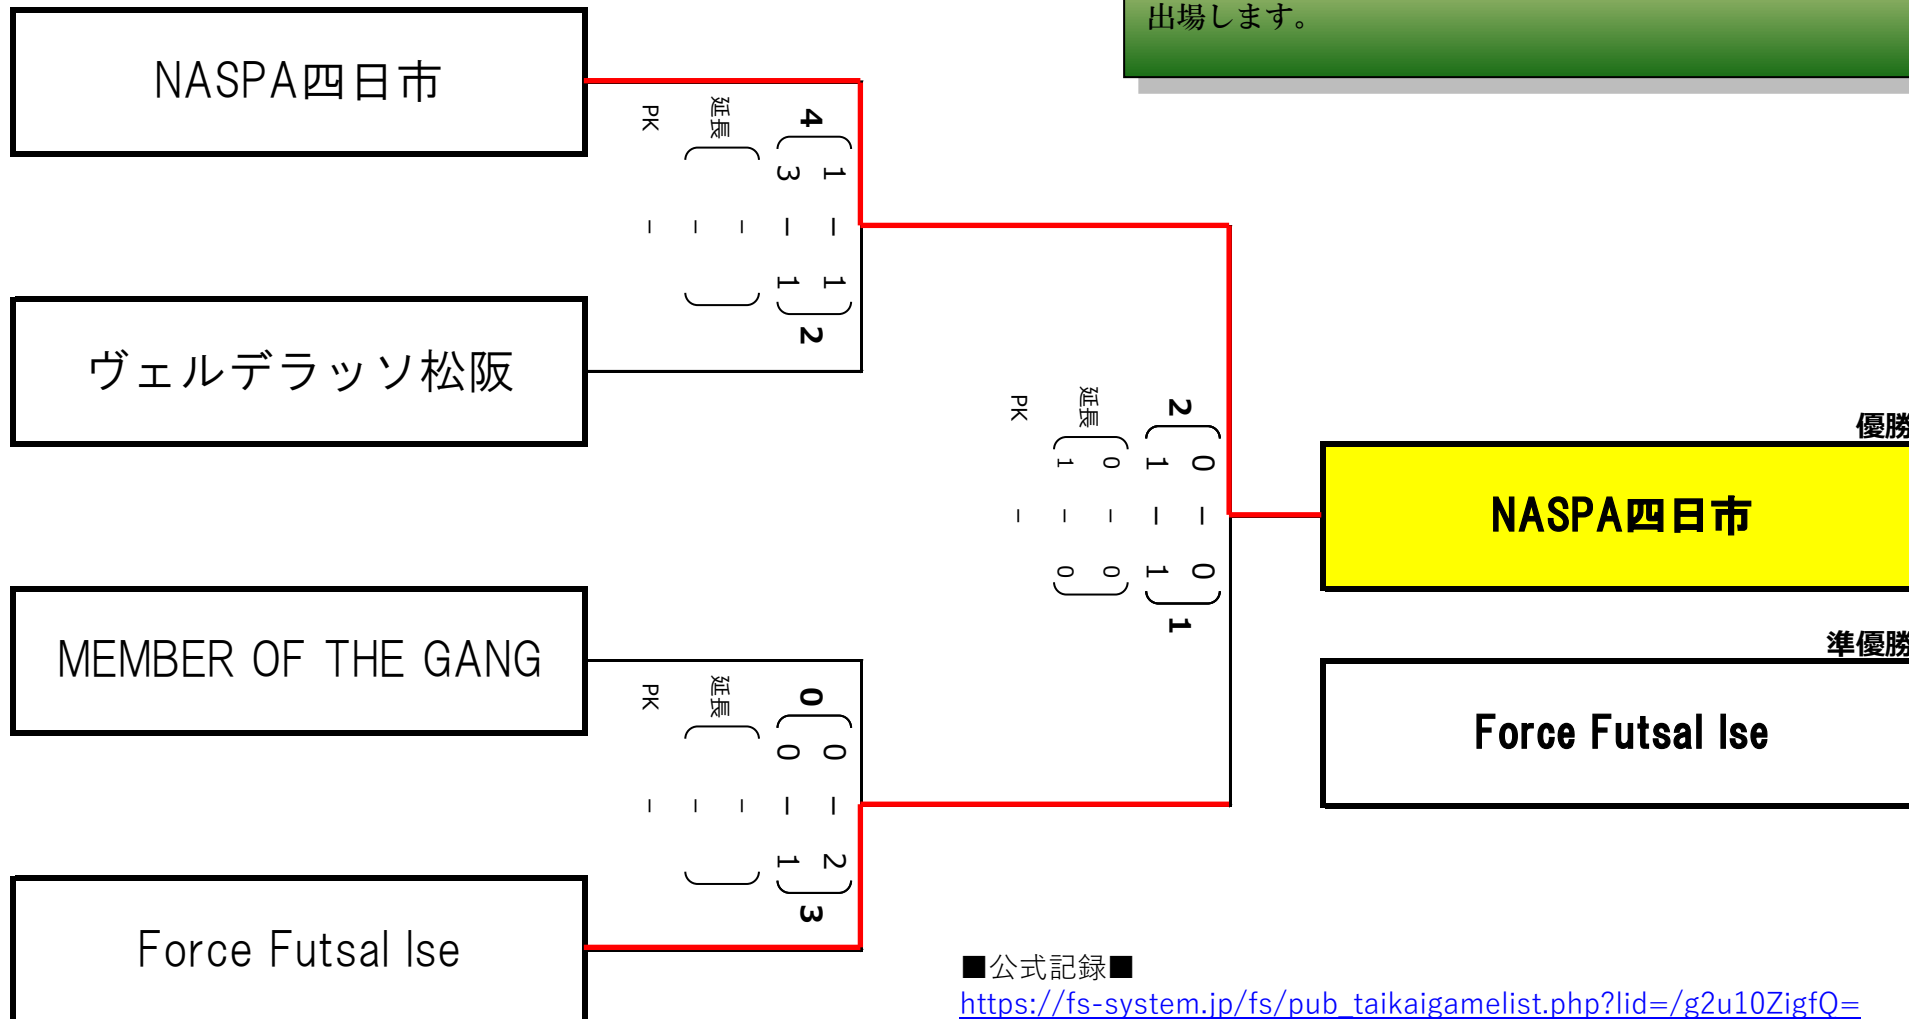 出場します。
NASPA四日市
4
1 - 1
3 - 1
2
延長
-
-
PK -
ヴェルデラッソ松阪
2
0 - 0
1 - 1
1
延長
0 - 0
1 - 0
PK -
優勝
NASPA四日市
準優勝
Force Futsal Ise
MEMBER OF THE GANG
0
0 - 2
0 - 1
3
延長
-
-
PK -
Force Futsal Ise
■公式記録■
https://fs-system.jp/fs/pub_taikaigamelist.php?lid=/g2u10ZigfQ=